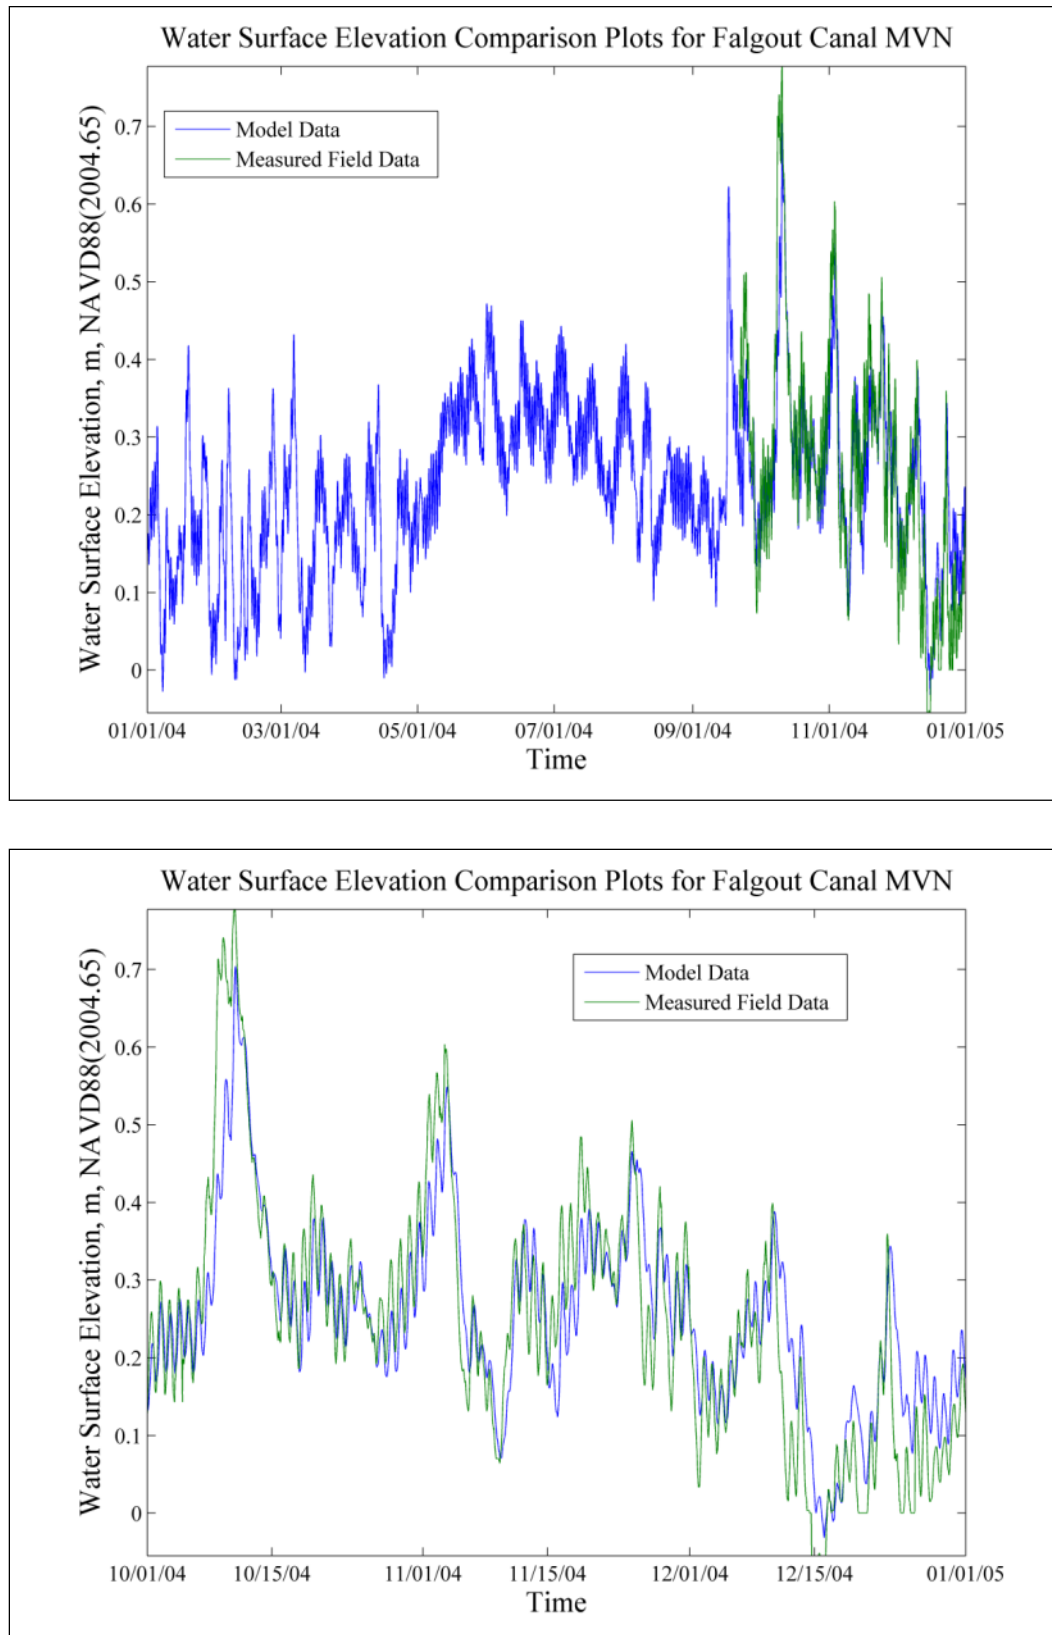 Water Surface Elevation Comparison Plots for Falgout Canal MVN
Water Surface Elevation, m, NAVD88(2004.65)
Model Data
Measured Field Data
0.7
0.6
0.5
0.4
0.3
0.2
0.1
0
01/01/04 03/01/04 05/01/04 07/01/04 09/01/04 11/01/04 01/01/05
Time
Water Surface Elevation Comparison Plots for Falgout Canal MVN
Water Surface Elevation, m, NAVD88(2004.65)
Model Data
Measured Field Data
0.7
0.6
0.5
0.4
0.3
0.2
0.1
0
10/01/04 10/15/04 11/01/04 11/15/04 12/01/04 12/15/04 01/01/05
Time